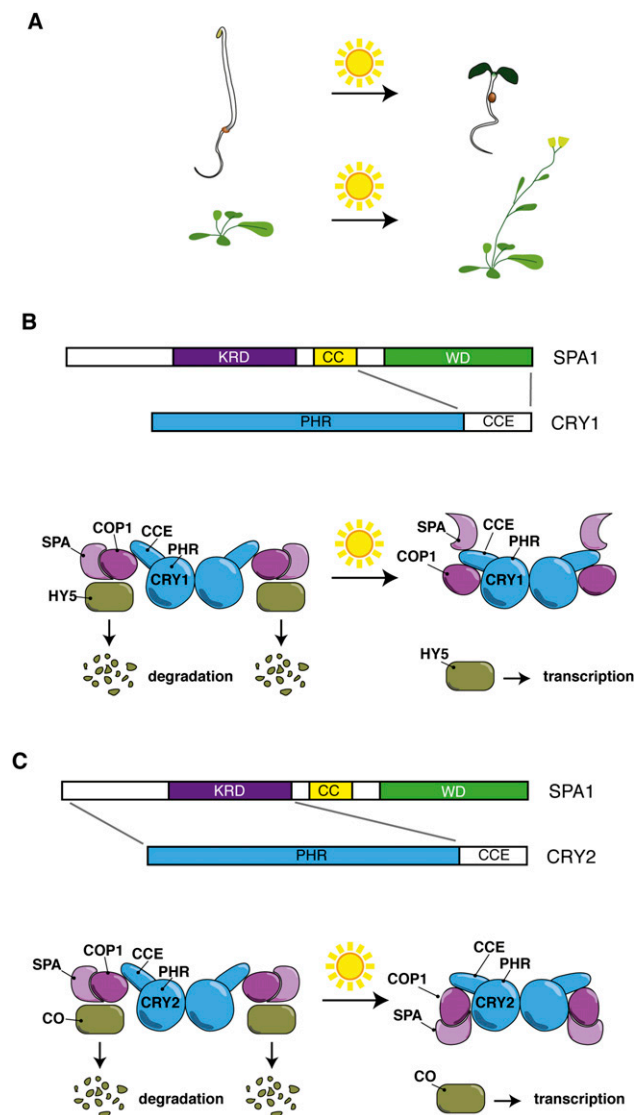 A
B
KRD CC WD SPA1
PHR CCE CRY1
COP1 CCE
SPA PHR
CRY1
HY5
degradation
SPA CCE
PHR
COP1 CRY1
HY5
transcription
C
KRD CC WD SPA1
PHR CCE CRY2
COP1 CCE
SPA PHR
CRY2
CO
degradation
CCE
COP1 PHR
CRY2
SPA
CO
transcription